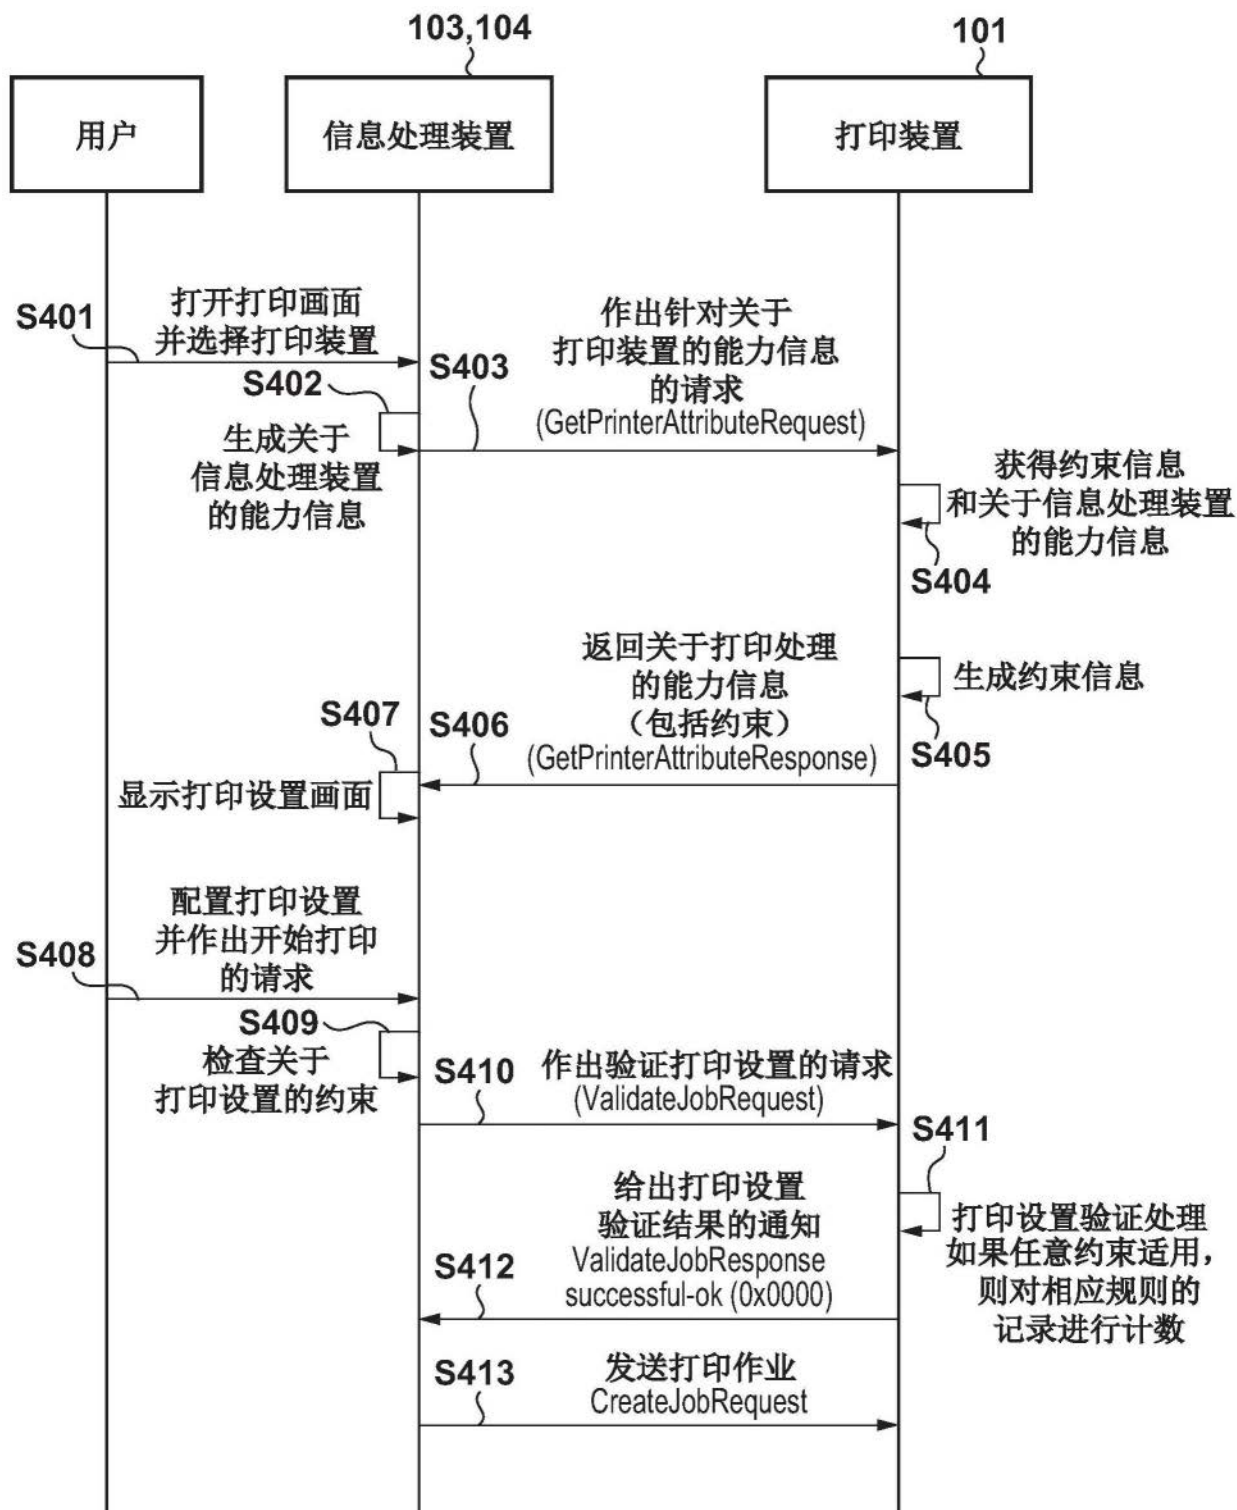 103,104
101
用户
信息处理装置
打印装置
S401
打开打印画面
并选择打印装置
S402
生成关于
信息处理装置
的能力信息
S403
作出针对关于
打印装置的能力信息
的请求
(GetPrinterAttributeRequest)
获得约束信息
和关于信息处理装置
的能力信息
S404
生成约束信息
S405
返回关于打印处理
的能力信息
（包括约束）
(GetPrinterAttributeResponse)
S406
S407
显示打印设置画面
配置打印设置
并作出开始打印
的请求
S408
S409
检查关于
打印设置的约束
S410
作出验证打印设置的请求
(ValidateJobRequest)
S411
打印设置验证处理
如果任意约束适用，
则对相应规则的
记录进行计数
给出打印设置
验证结果的通知
ValidateJobResponse
successful-ok (0x0000)
S412
S413
发送打印作业
CreateJobRequest